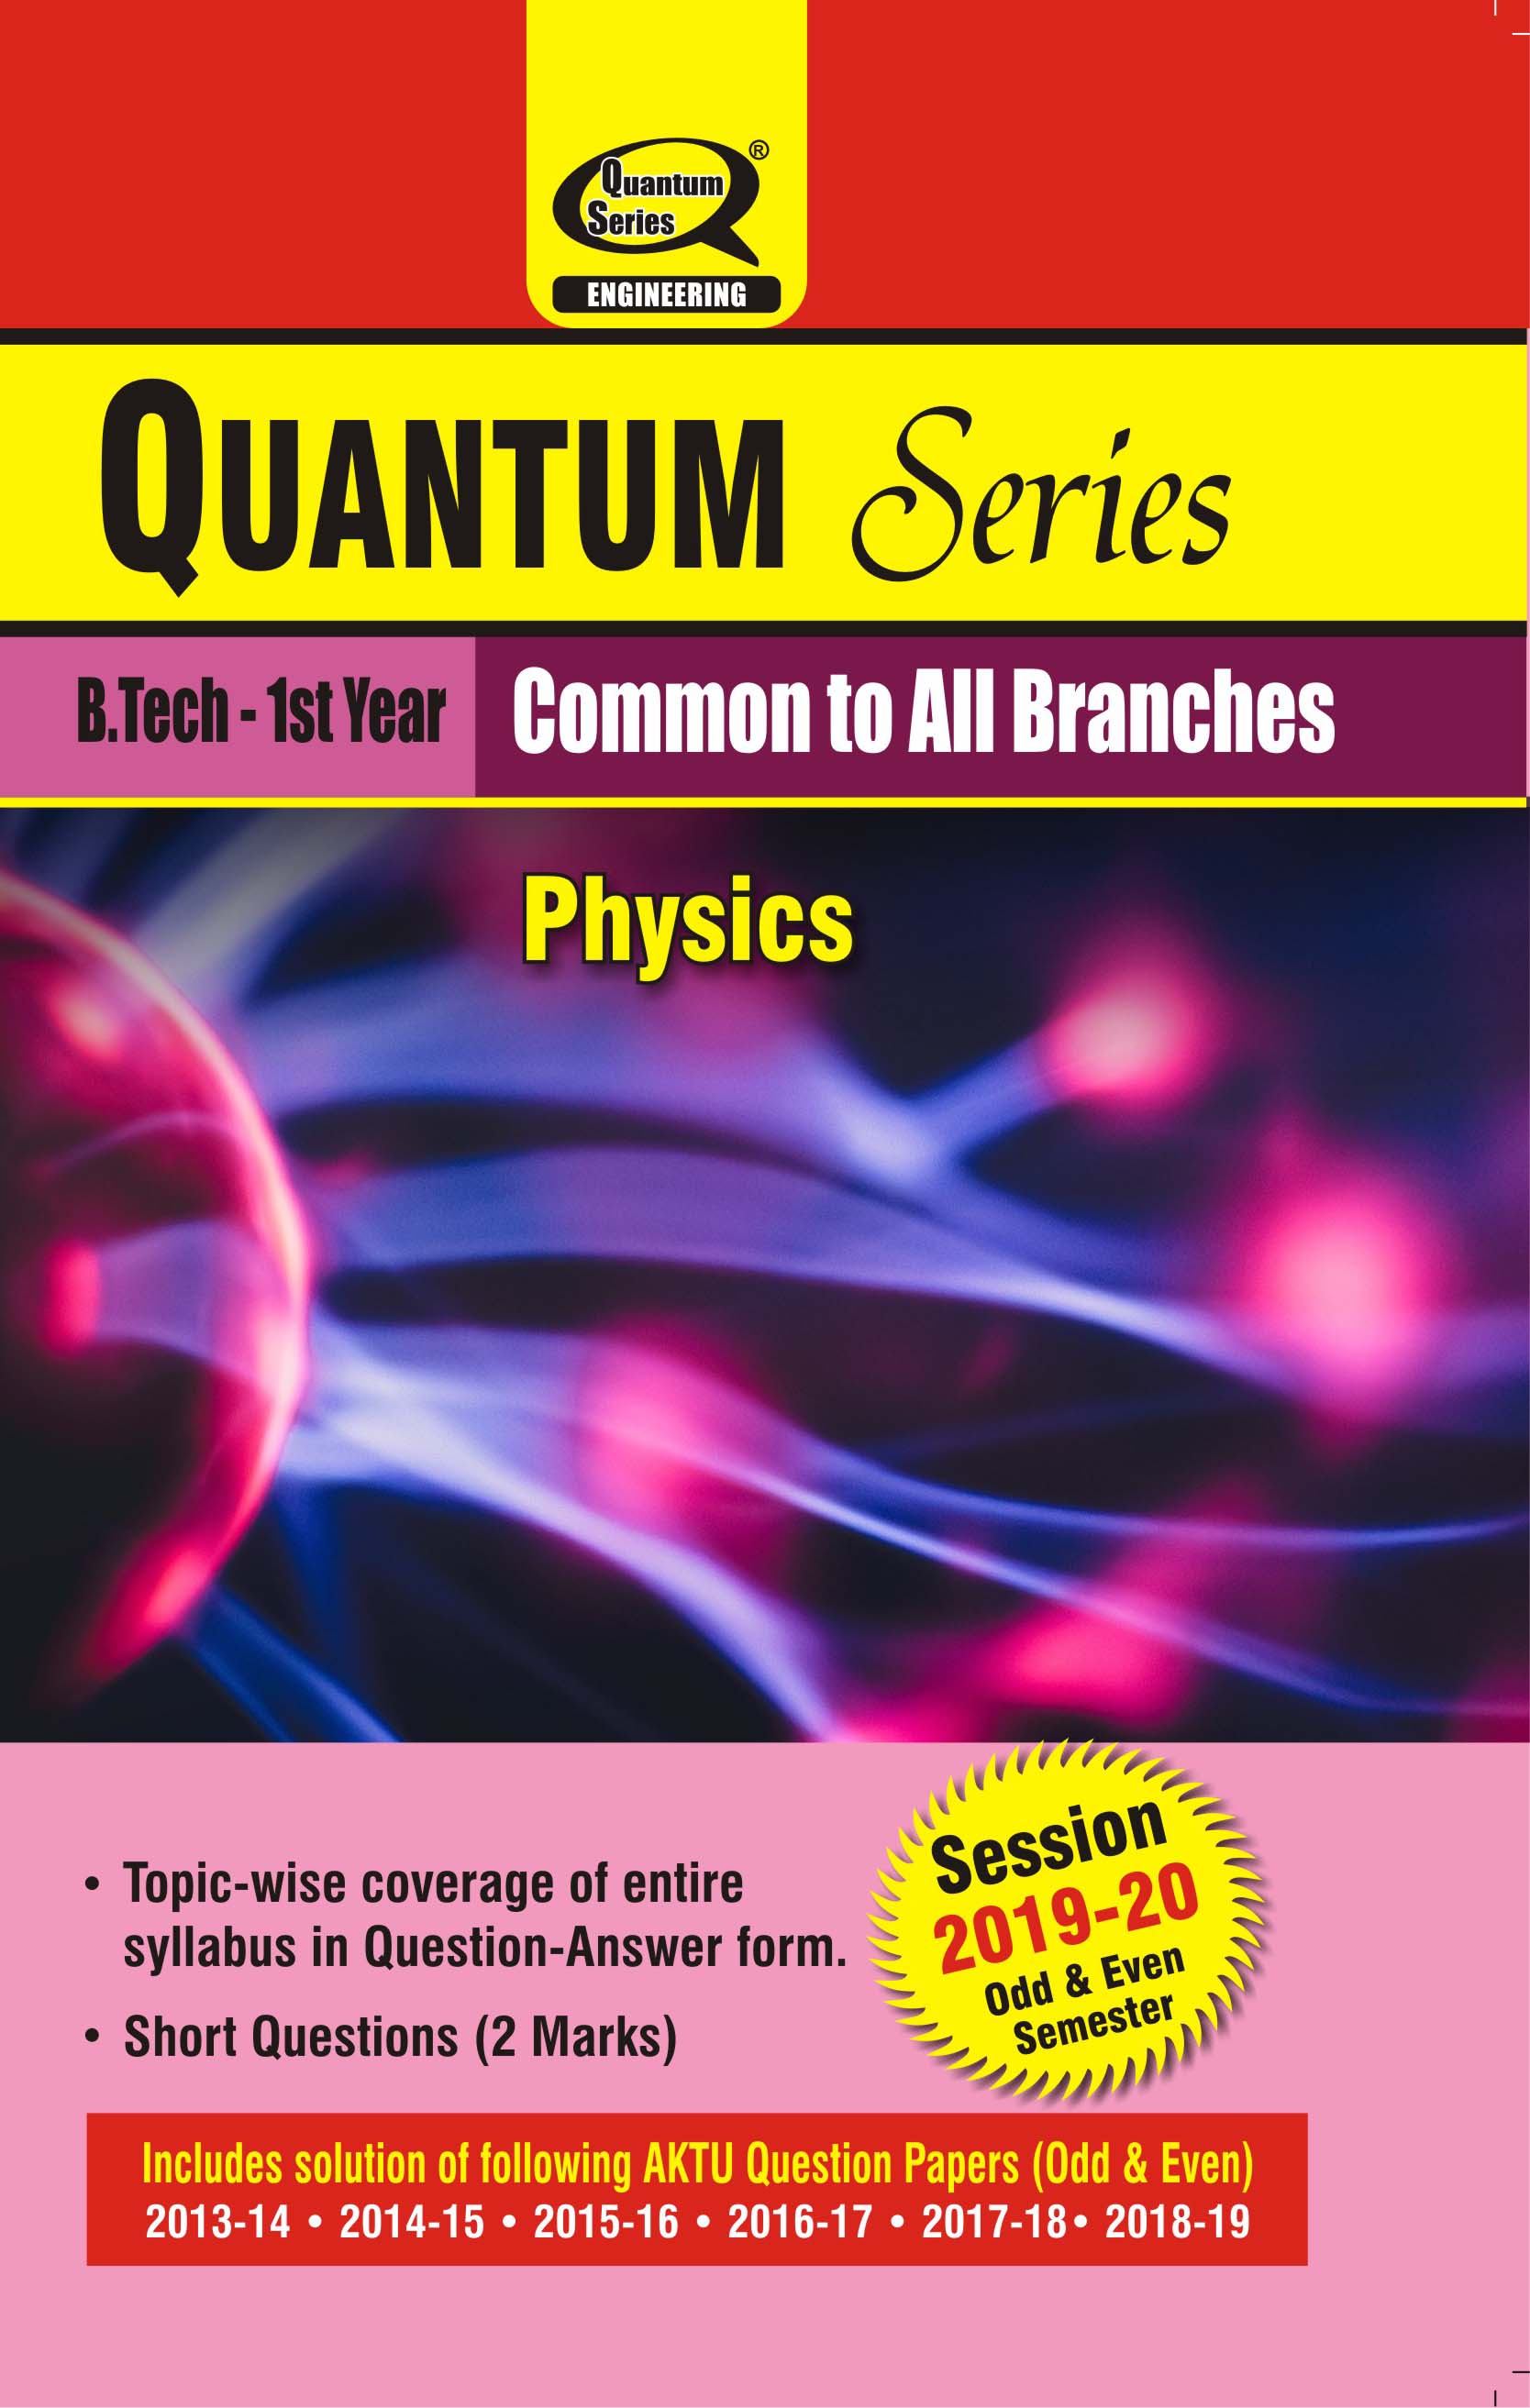 Quantum
Series
®
ENGINEERING
QUANTUM Series
B.Tech - 1st Year
Common to All Branches
Physics
• Topic-wise coverage of entire
syllabus in Question-Answer form.
• Short Questions (2 Marks)
Session
2019-20
Odd & Even
Semester
Includes solution of following AKTU Question Papers (Odd & Even)
2013-14 • 2014-15 • 2015-16 • 2016-17 • 2017-18• 2018-19